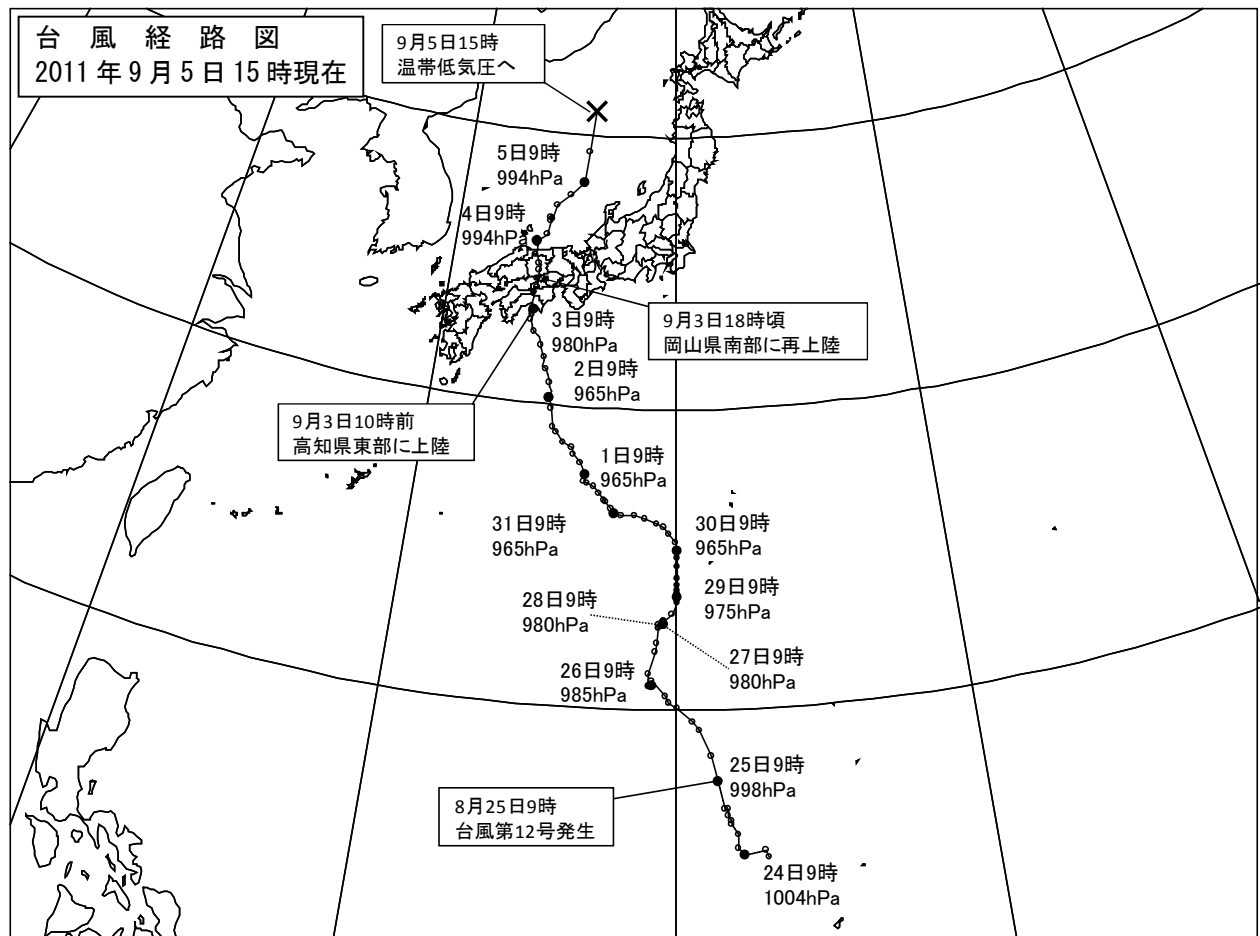 台 風 経 路 図
2011 年 9 月 5 日 15 時現在
9月5日15時
温帯低気圧へ
5日9時
994hPa
4日9時
994hPa
3日9時
980hPa
9月3日18時頃
岡山県南部に再上陸
2日9時
965hPa
9月3日10時前
高知県東部に上陸
1日9時
965hPa
31日9時
965hPa
30日9時
965hPa
29日9時
975hPa
28日9時
980hPa
27日9時
980hPa
26日9時
985hPa
25日9時
998hPa
8月25日9時
台風第12号発生
24日9時
1004hPa